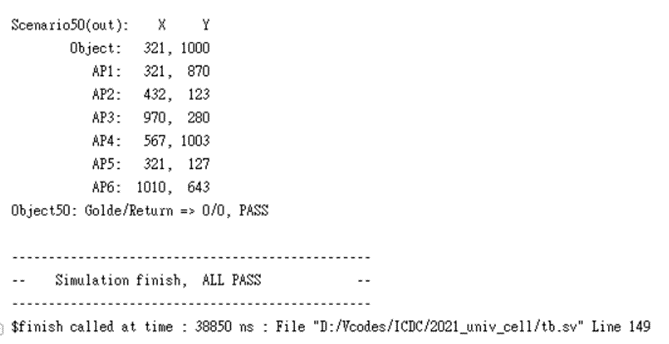 Scenario50(out): X Y
Object: 321, 1000
AP1: 321, 870
AP2: 432, 123
AP3: 970, 280
AP4: 567, 1003
AP5: 321, 127
AP6: 1010, 643
Object50: Golde/Return => 0/0, PASS
------------------------------------------------
-- Simulation finish, ALL PASS --
------------------------------------------------
$finish called at time : 38850 ns : File "D:/Vcodes/ICDC/2021_univ_cell/tb.sv" Line 149